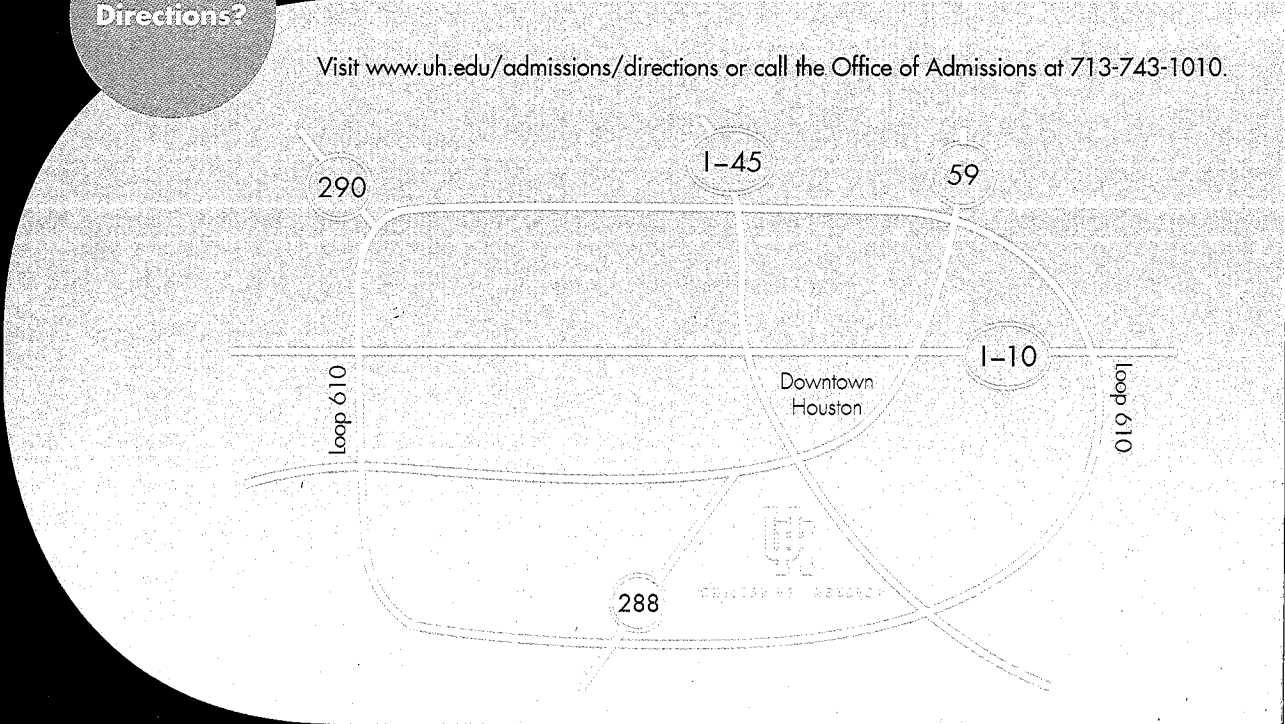 Directions?
Visit www.uh.edu/admissions/directions or call the Office of Admissions at 713-743-1010.
I–45
59
290
I–10
Loop 610
Downtown
Houston
Loop 610
UH
288